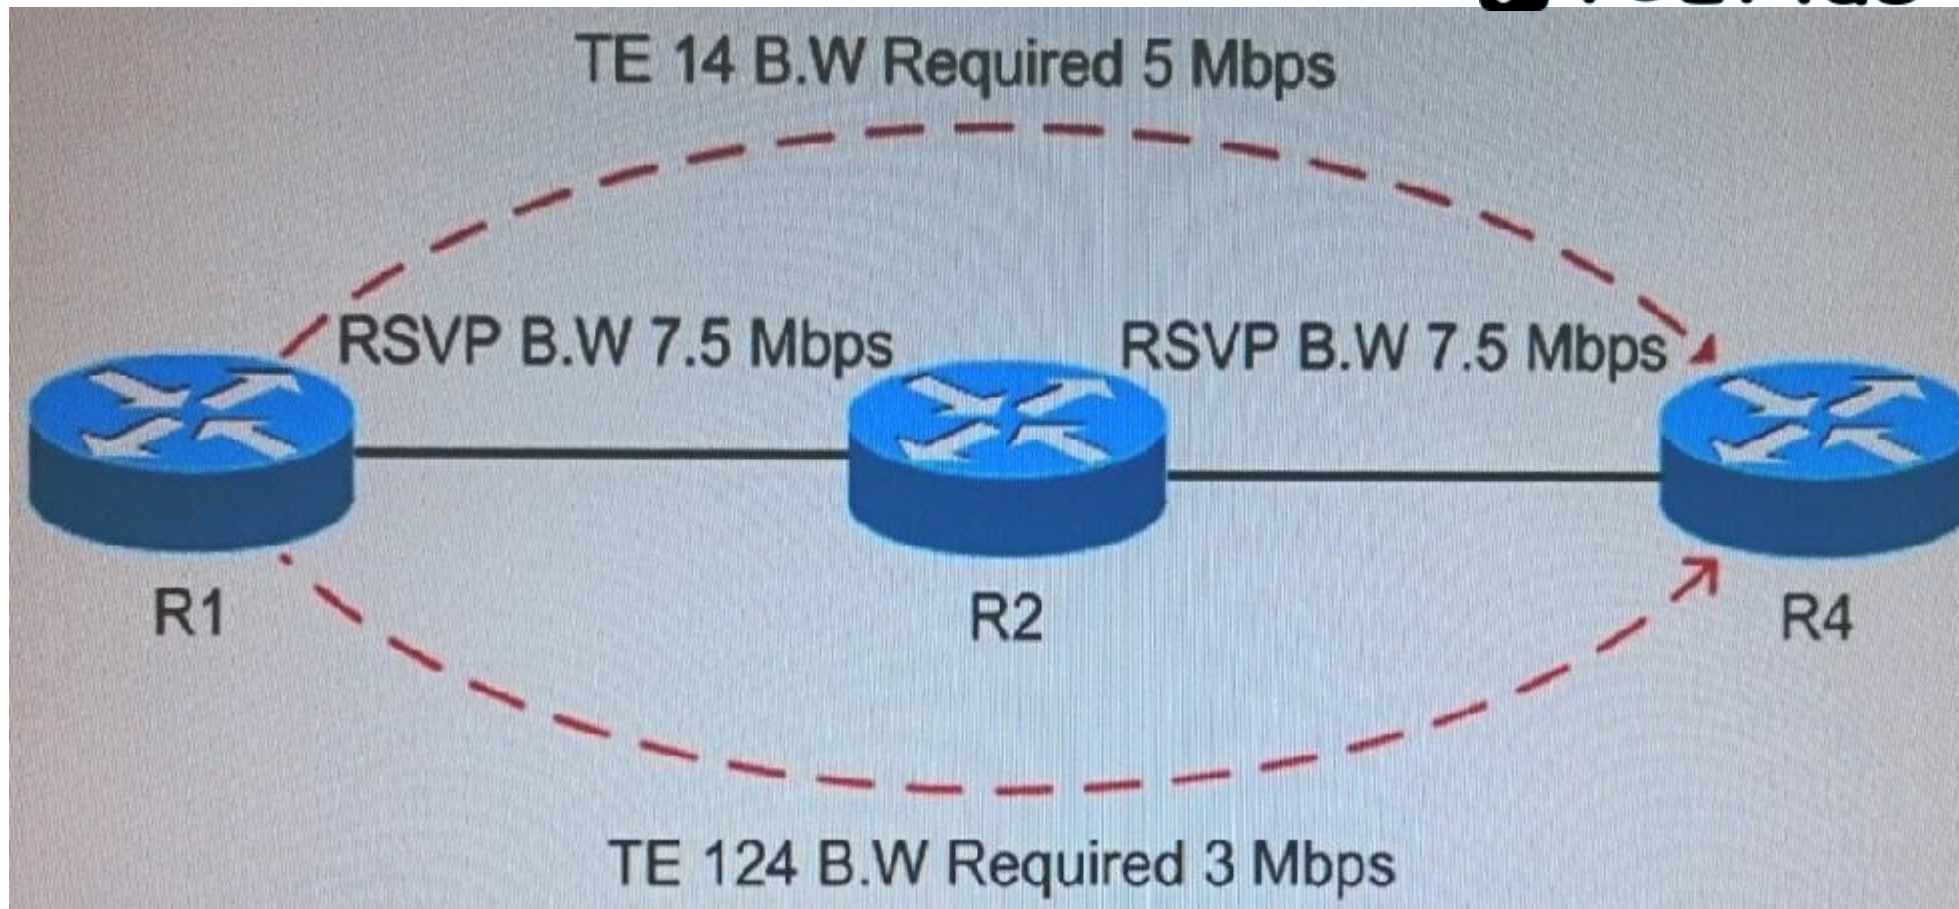 TE 14 B.W Required 5 Mbps
RSVP B.W 7.5 Mbps
RSVP B.W 7.5 Mbps
R1
R2
R4
TE 124 B.W Required 3 Mbps